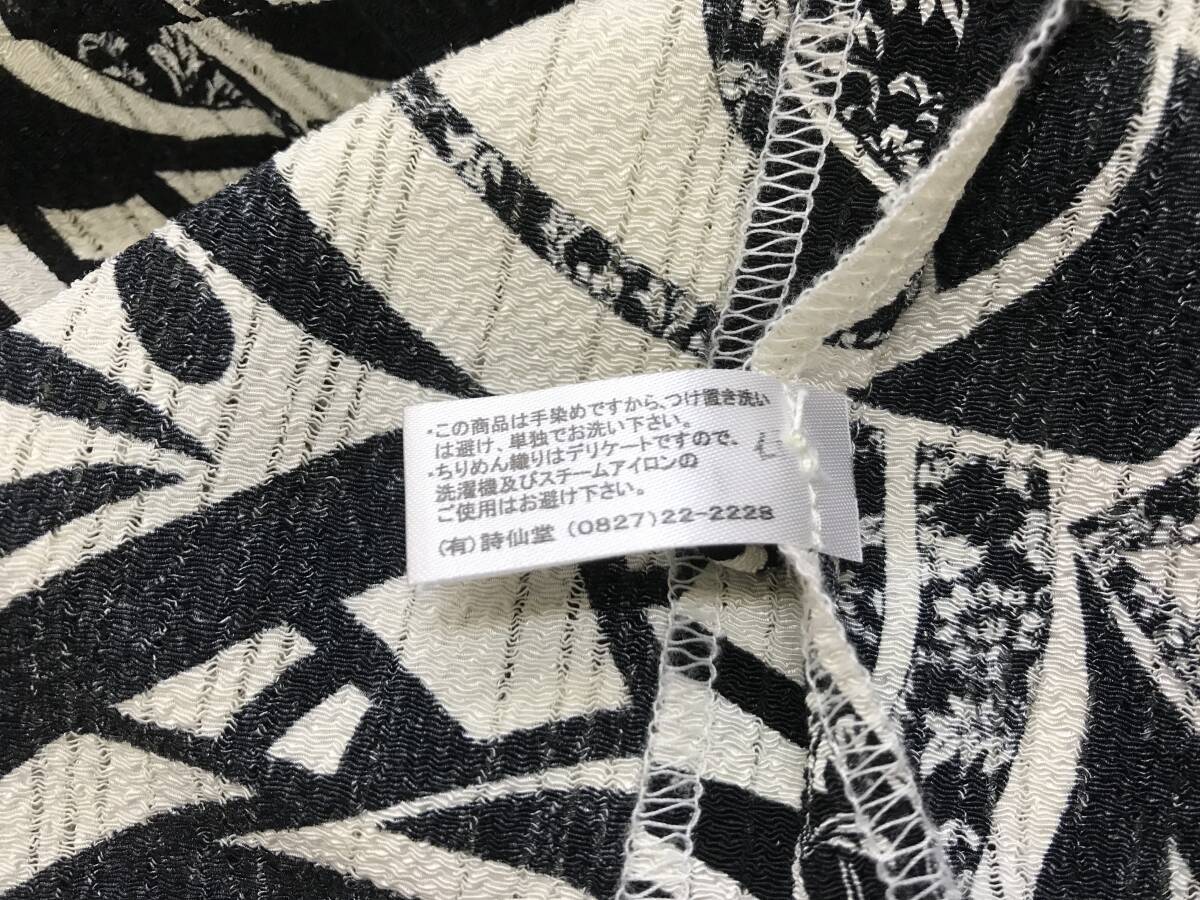 ・この商品は手染めですから、つけ置き洗い
は避け、単独でお洗い下さい。
・ちりめん織りはデリケートですので、
洗濯機及びスチームアイロンの
ご使用はお避け下さい。
(有)詩仙堂 (0827)22-2228